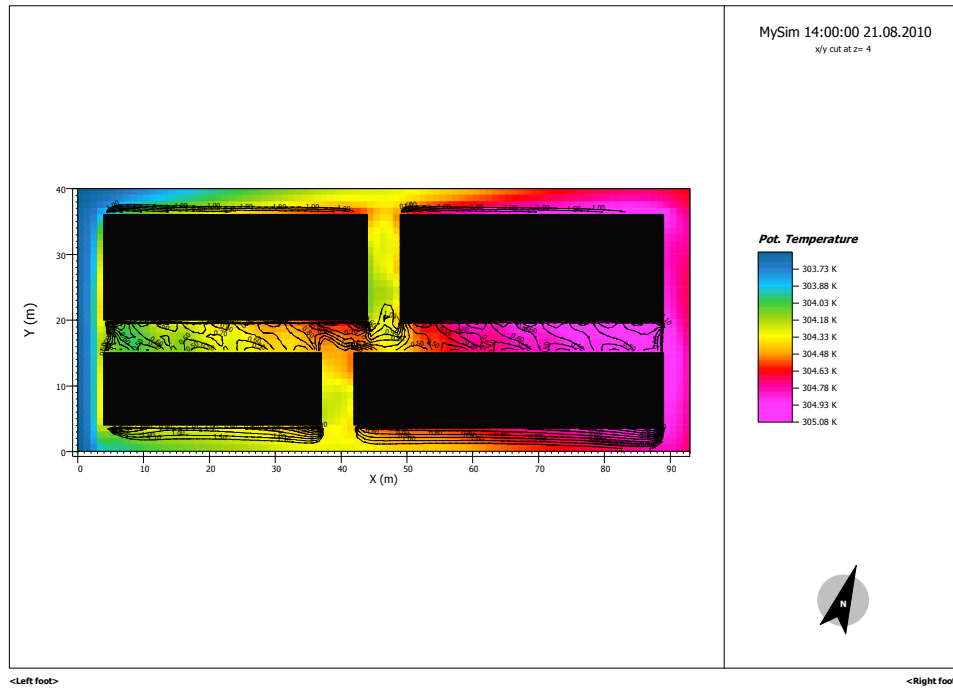 MySim 14:00:00 21.08.2010
x/y cut at z= 4
40
30
Y (m)
20
10
0
0 10 20 30 40 50 60 70 80 90
X (m)
Pot. Temperature
303.73 K
303.88 K
304.03 K
304.18 K
304.33 K
304.48 K
304.63 K
304.78 K
304.93 K
305.08 K
N
<Left foot>
<Right foot